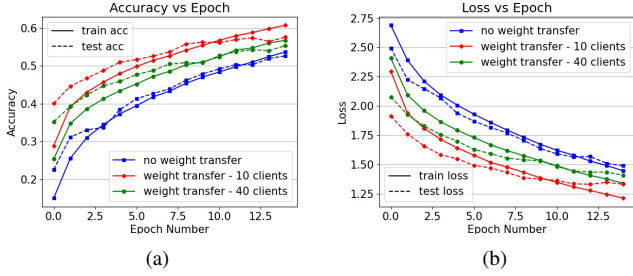 Accuracy vs Epoch
train acc
test acc
0.6
0.5
0.4
0.3
0.2
Accuracy
no weight transfer
weight transfer - 10 clients
weight transfer - 40 clients
0.0 2.5 5.0 7.5 10.0 12.5
Epoch Number
(a)
Loss vs Epoch
no weight transfer
weight transfer - 10 clients
weight transfer - 40 clients
2.75
2.50
2.25
2.00
1.75
1.50
1.25
Loss
train loss
test loss
0.0 2.5 5.0 7.5 10.0 12.5
Epoch Number
(b)